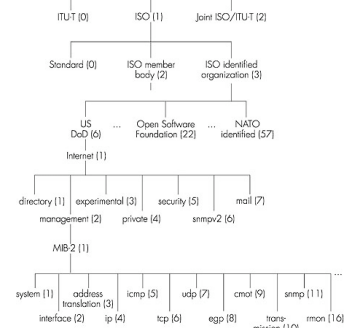 ITU-T (0) ISO (1) Joint ISO/ITU-T (2)
Standard (0) ISO member body (2) ISO identified organization (3)
US DoD (6) ... Open Software Foundation (22) ... NATO identified (57)
Internet (1)
directory (1) experimental (3) security (5) mail (7)
management (2) private (4) snmpv2 (6)
MIB-2 (1)
...
system (1) address translation (3) icmp (5) udp (7) cmot (9) snmp (11)
interface (2) ip (4) tcp (6) egp (8) trans- rmon (16)
mission (10)